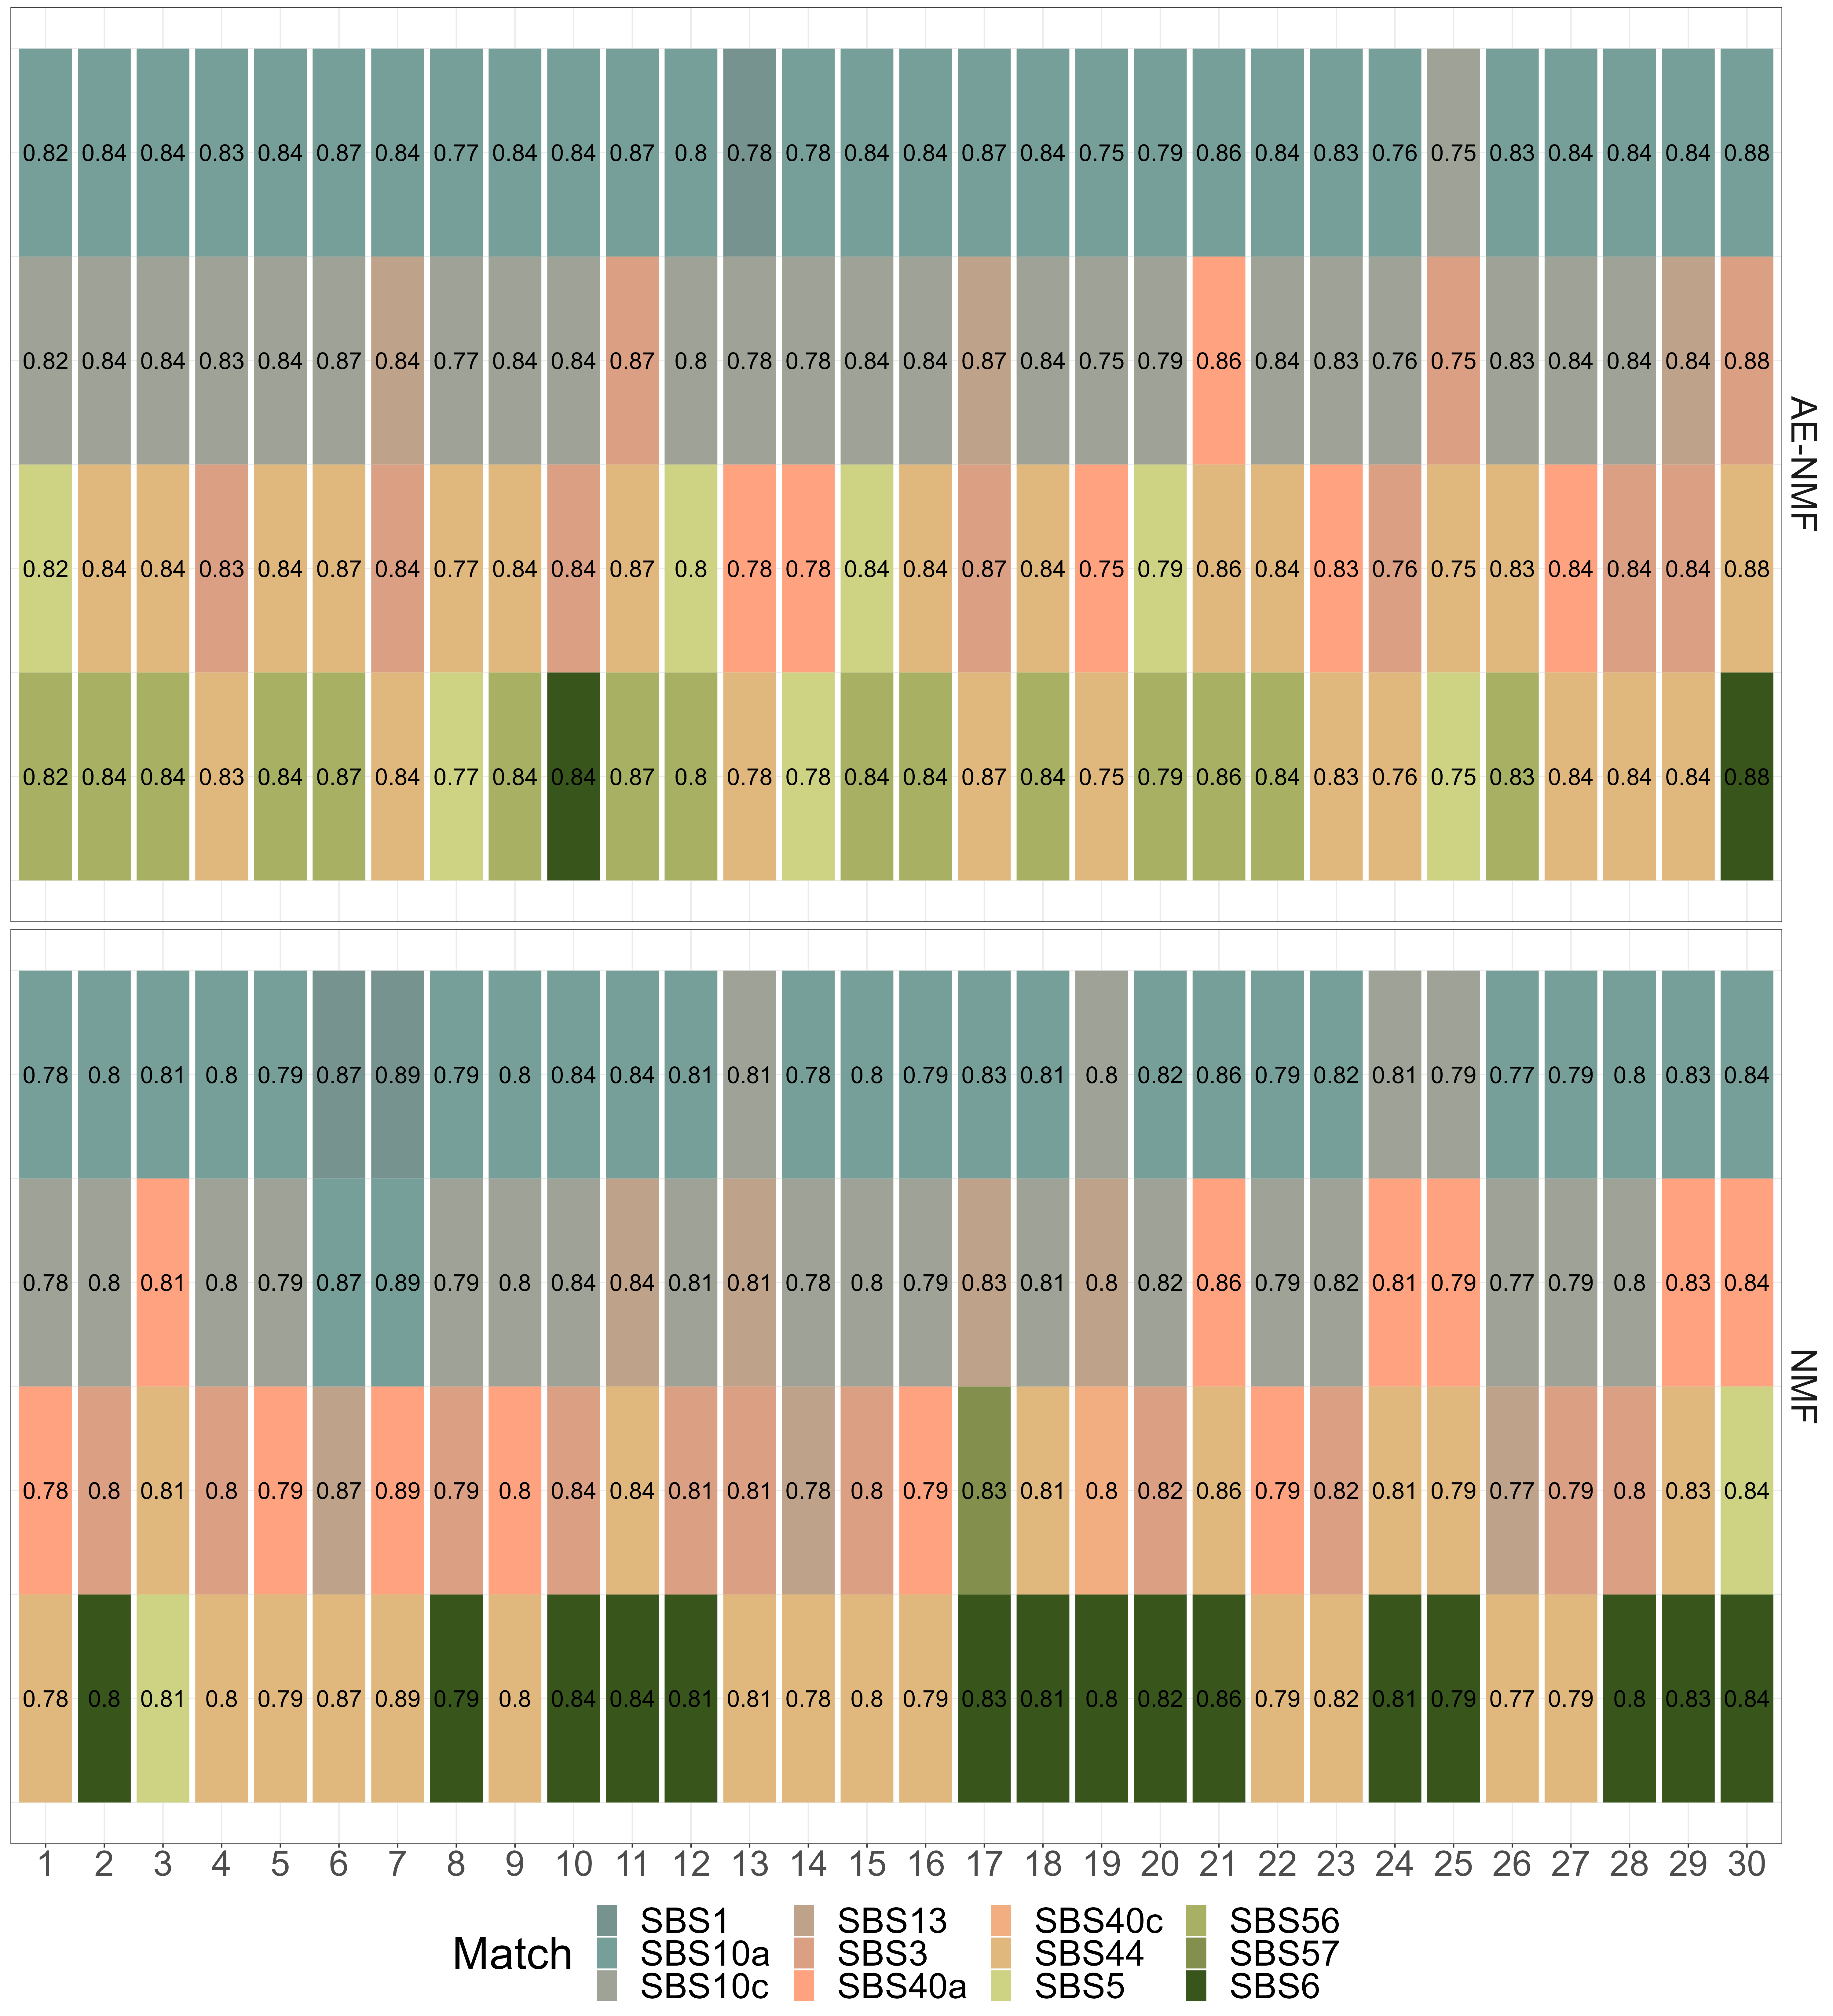 0.82 0.84 0.84 0.83 0.84 0.87 0.84 0.77 0.84 0.84 0.87 0.8 0.78 0.78 0.84 0.84 0.87 0.84 0.75 0.79 0.86 0.84 0.83 0.76 0.75 0.83 0.84 0.84 0.84 0.88
0.82 0.84 0.84 0.83 0.84 0.87 0.84 0.77 0.84 0.84 0.87 0.8 0.78 0.78 0.84 0.84 0.87 0.84 0.75 0.79 0.86 0.84 0.83 0.76 0.75 0.83 0.84 0.84 0.84 0.88
0.82 0.84 0.84 0.83 0.84 0.87 0.84 0.77 0.84 0.84 0.87 0.8 0.78 0.78 0.84 0.84 0.87 0.84 0.75 0.79 0.86 0.84 0.83 0.76 0.75 0.83 0.84 0.84 0.84 0.88
0.82 0.84 0.84 0.83 0.84 0.87 0.84 0.77 0.84 0.84 0.87 0.8 0.78 0.78 0.84 0.84 0.87 0.84 0.75 0.79 0.86 0.84 0.83 0.76 0.75 0.83 0.84 0.84 0.84 0.88
AE-NMF
0.78 0.8 0.81 0.8 0.79 0.87 0.89 0.79 0.8 0.84 0.84 0.81 0.81 0.78 0.8 0.79 0.83 0.81 0.8 0.82 0.86 0.79 0.82 0.81 0.79 0.77 0.79 0.8 0.83 0.84
0.78 0.8 0.81 0.8 0.79 0.87 0.89 0.79 0.8 0.84 0.84 0.81 0.81 0.78 0.8 0.79 0.83 0.81 0.8 0.82 0.86 0.79 0.82 0.81 0.79 0.77 0.79 0.8 0.83 0.84
0.78 0.8 0.81 0.8 0.79 0.87 0.89 0.79 0.8 0.84 0.84 0.81 0.81 0.78 0.8 0.79 0.83 0.81 0.8 0.82 0.86 0.79 0.82 0.81 0.79 0.77 0.79 0.8 0.83 0.84
0.78 0.8 0.81 0.8 0.79 0.87 0.89 0.79 0.8 0.84 0.84 0.81 0.81 0.78 0.8 0.79 0.83 0.81 0.8 0.82 0.86 0.79 0.82 0.81 0.79 0.77 0.79 0.8 0.83 0.84
NMF
1 2 3 4 5 6 7 8 9 10 11 12 13 14 15 16 17 18 19 20 21 22 23 24 25 26 27 28 29 30
Match
SBS1 SBS13 SBS40c SBS56
SBS10a SBS3 SBS44 SBS57
SBS10c SBS40a SBS5 SBS6